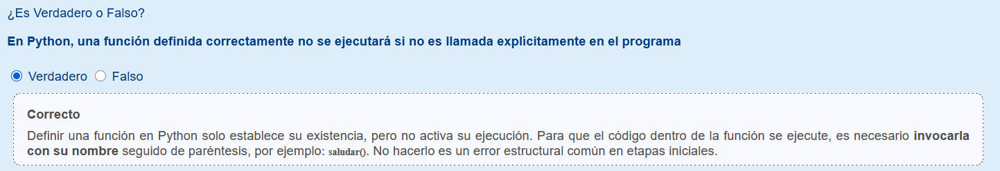 ¿Es Verdadero o Falso?
En Python, una función definida correctamente no se ejecutará si no es llamada explícitamente en el programa
Verdadero Falso
Correcto
Definir una función en Python solo establece su existencia, pero no activa su ejecución. Para que el código dentro de la función se ejecute, es necesario invocarla
con su nombre seguido de paréntesis, por ejemplo: saludar(). No hacerlo es un error estructural común en etapas iniciales.